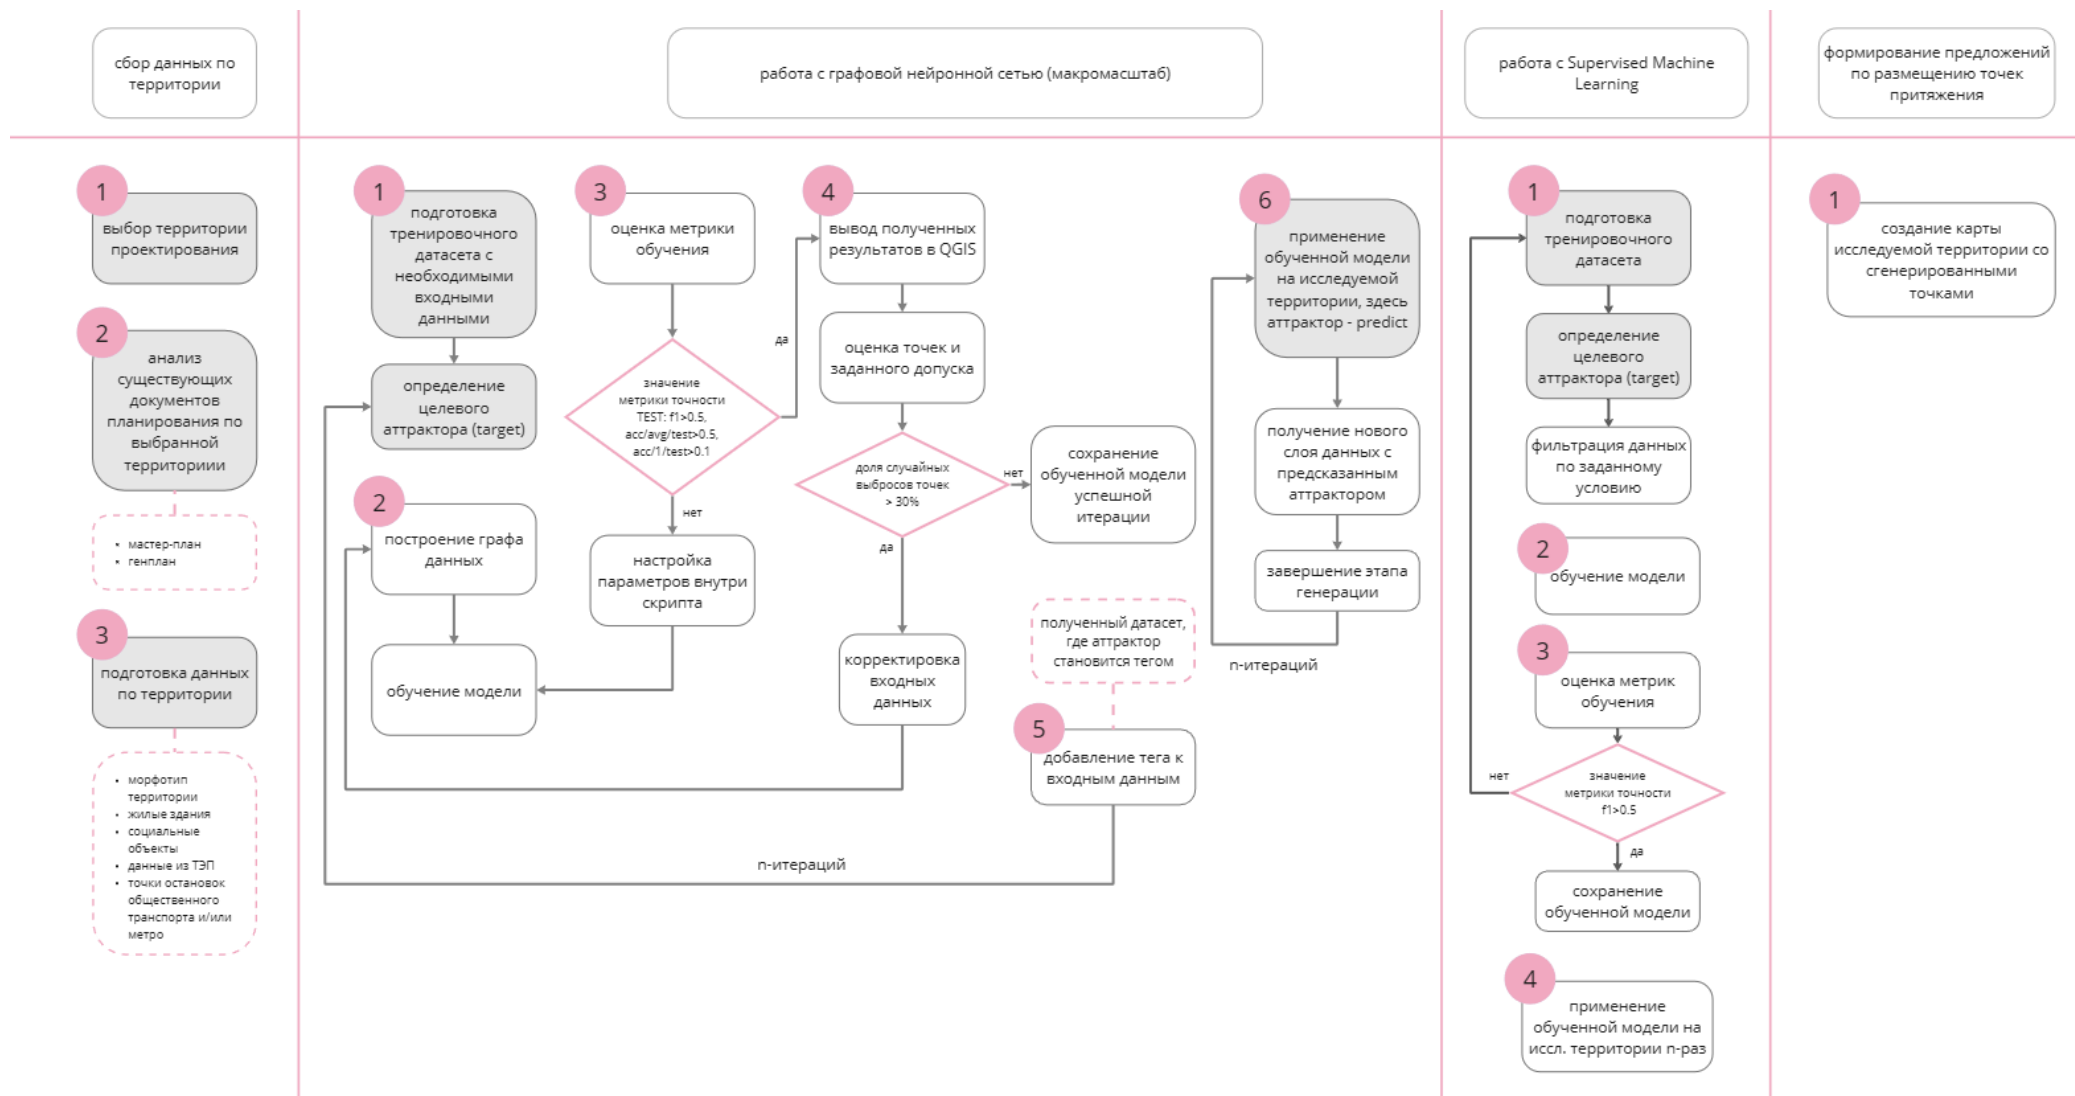 сбор данных по
территории
работа с графовой нейронной сетью (макромасштаб)
работа с Supervised Machine
Learning
формирование предложений
по размещению точек
притяжения
1
выбор территории
проектирования
2
анализ
существующих
документов
планирования по
выбранной
территориии
мастер-план
генплан
3
подготовка данных
по территории
морфотип
территории
жилые здания
социальные
объекты
данные из ТЭП
точки остановок
общественного
транспорта и/или
метро
1
подготовка
тренировочного
датасета с
необходимыми
входными
данными
определение
целевого
аттрактора (target)
2
построение графа
данных
обучение модели
3
оценка метрики
обучения
значение
метрики точности
TEST: f1>0.5,
acc/avg/test>0.5,
acc/1/test>0.1
да
нет
настройка
параметров внутри
скрипта
4
вывод полученных
результатов в QGIS
оценка точек и
заданного допуска
доля случайных
выбросов точек
> 30%
нет
да
сохранение
обученной модели
успешной
итерации
корректировка
входных
данных
полученный датасет,
где аттрактор
становится тегом
5
добавление тега к
входным данным
n-итераций
6
применение
обученной модели
на исследуемой
территории, здесь
аттрактор - predict
получение нового
слоя данных с
предсказанным
аттрактором
завершение этапа
генерации
n-итераций
1
подготовка
тренировочного
датасета
определение
целевого
аттрактора (target)
фильтрация данных
по заданному
условию
2
обучение модели
3
оценка метрик
обучения
нет
значение
метрики точности
f1>0.5
да
сохранение
обученной модели
4
применение
обученной модели на
иссл. территории n-раз
1
создание карты
исследуемой территории со
сгенерированными
точками